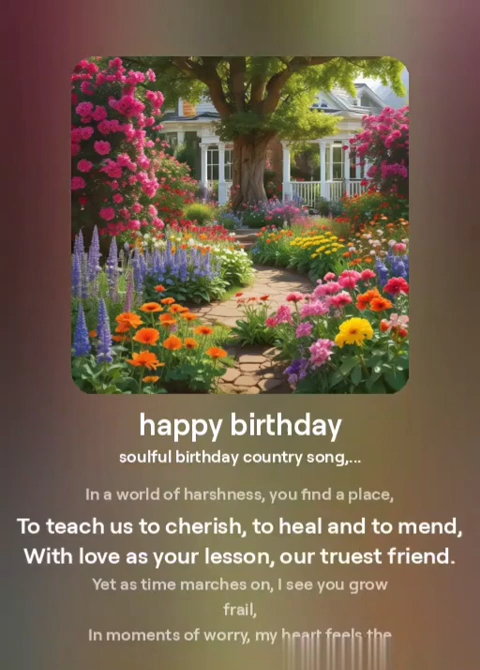 happy birthday
soulful birthday country song,...
In a world of harshness, you find a place,
To teach us to cherish, to heal and to mend,
With love as your lesson, our truest friend.
Yet as time marches on, I see you grow
frail,
In moments of worry, my heart feels the